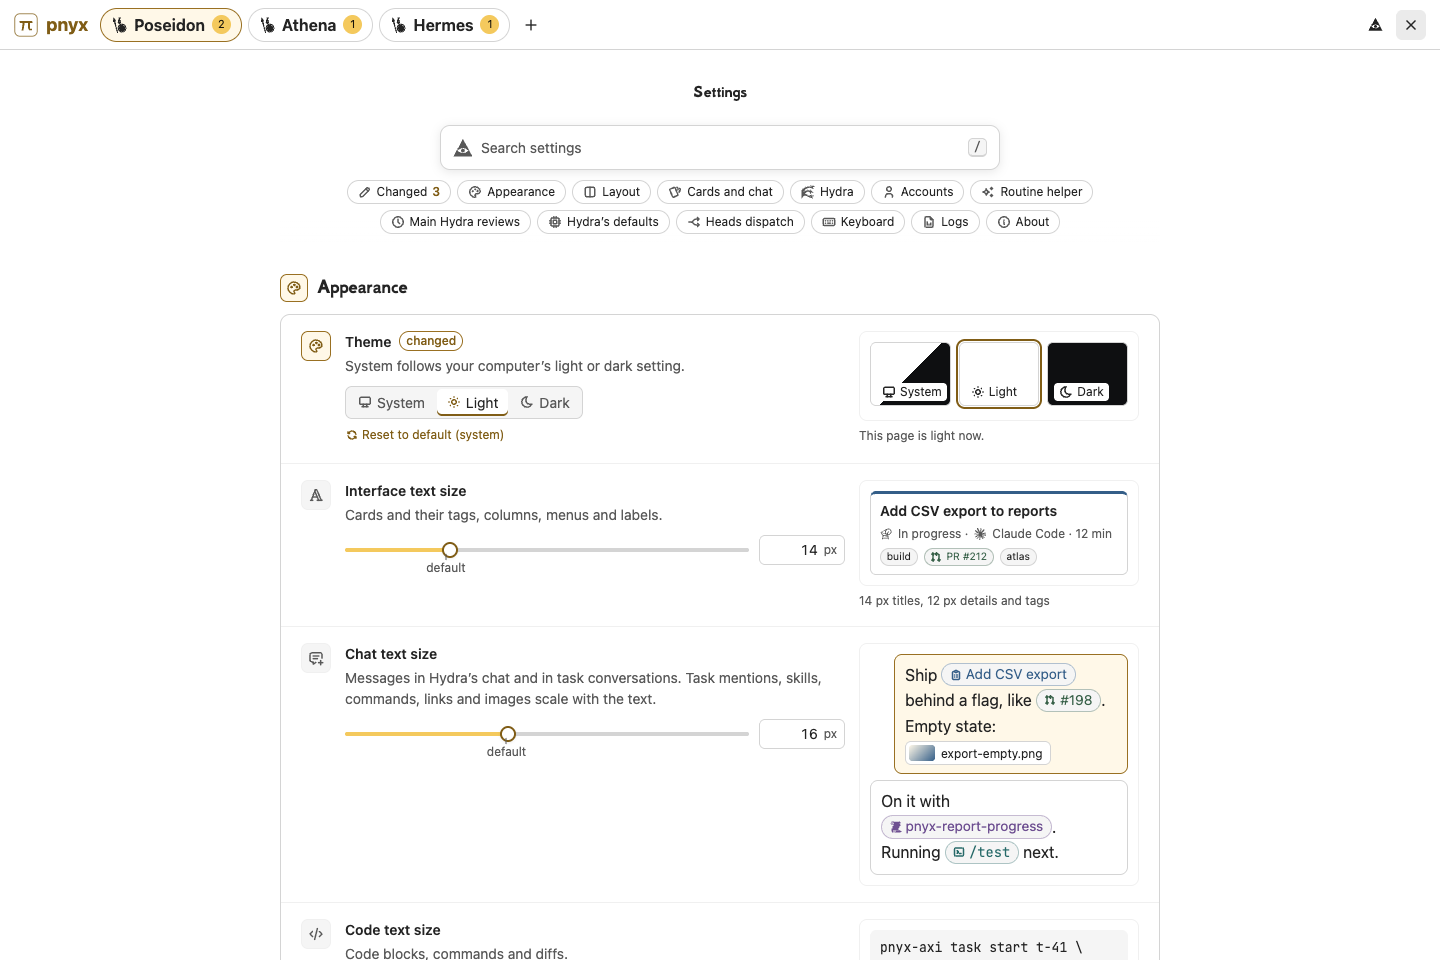 π pnyx Poseidon 2 Athena 1 Hermes 1 +
Settings
Search settings /
Changed 3 Appearance Layout Cards and chat Hydra Accounts Routine helper
Main Hydra reviews Hydra’s defaults Heads dispatch Keyboard Logs About
Appearance
Theme changed
System follows your computer’s light or dark setting.
System Light Dark
Reset to default (system)
System Light Dark
This page is light now.
Interface text size
Cards and their tags, columns, menus and labels.
14 px
default
Add CSV export to reports
In progress · Claude Code · 12 min
build PR #212 atlas
14 px titles, 12 px details and tags
Chat text size
Messages in Hydra’s chat and in task conversations. Task mentions, skills,
commands, links and images scale with the text.
16 px
default
Ship Add CSV export
behind a flag, like #198.
Empty state:
export-empty.png
On it with
pnyx-report-progress.
Running /test next.
Code text size
Code blocks, commands and diffs.
pnyx-axi task start t-41 \